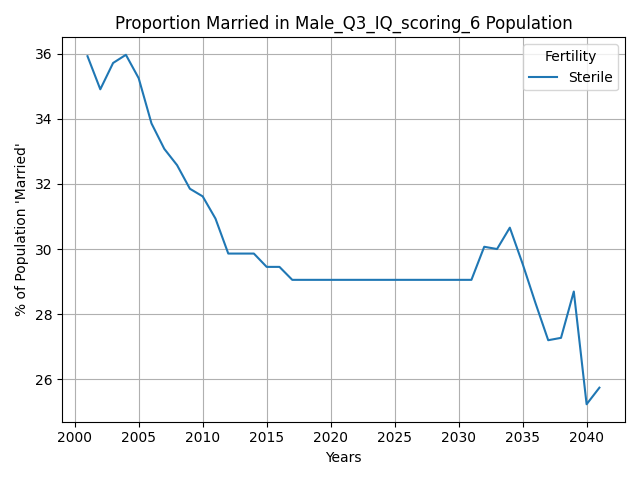 Proportion Married in Male_Q3_IQ_scoring_6 Population
Fertility
Sterile
% of Population 'Married'
36
34
32
30
28
26
2000 2005 2010 2015 2020 2025 2030 2035 2040
Years